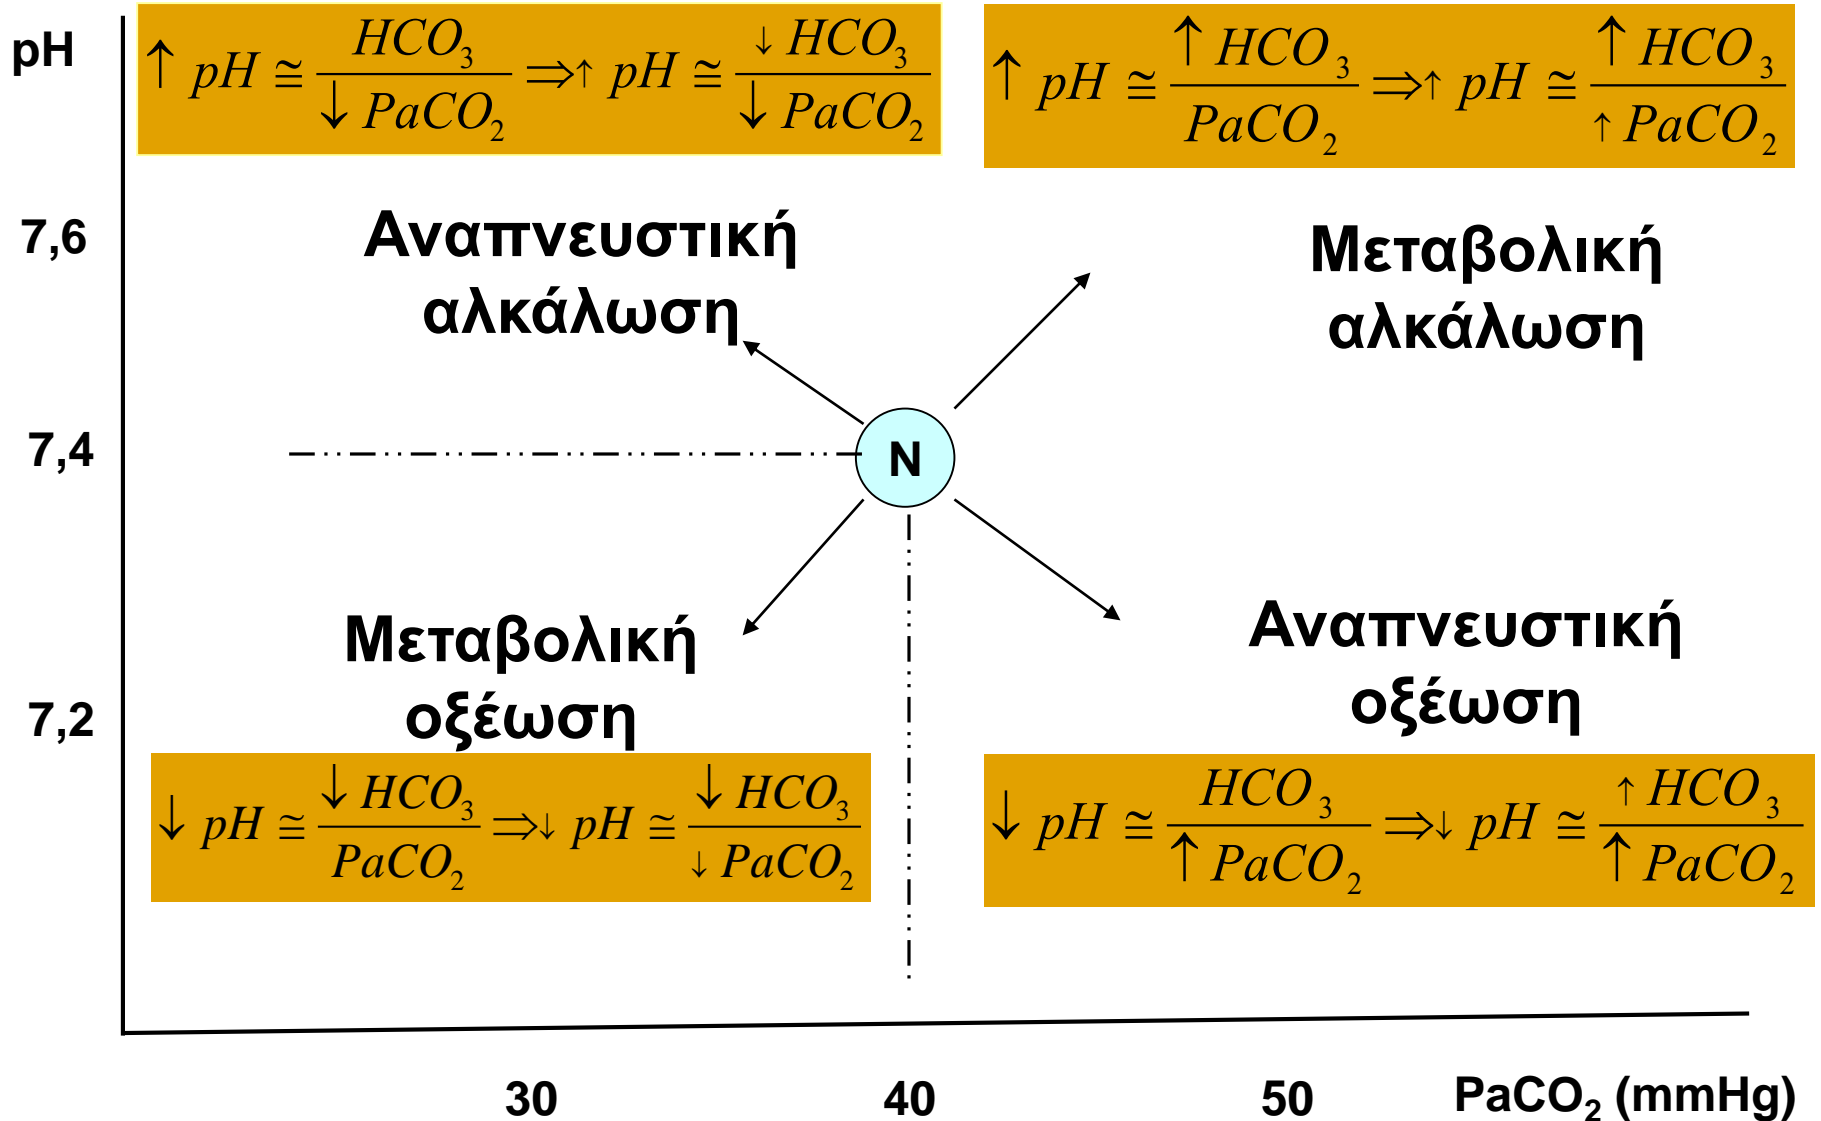 pH
↑ pH ≅ HCO₃ / ↓ PaCO₂ ⇒ ↑ pH ≅ ↓ HCO₃ / ↓ PaCO₂
↑ pH ≅ ↑ HCO₃ / PaCO₂ ⇒ ↑ pH ≅ ↑ HCO₃ / ↑ PaCO₂
7,6
Αναπνευστική
αλκάλωση
Μεταβολική
αλκάλωση
7,4
N
Μεταβολική
οξέωση
Αναπνευστική
οξέωση
7,2
↓ pH ≅ ↓ HCO₃ / PaCO₂ ⇒ ↓ pH ≅ ↓ HCO₃ / ↓ PaCO₂
↓ pH ≅ HCO₃ / ↑ PaCO₂ ⇒ ↓ pH ≅ ↑ HCO₃ / ↑ PaCO₂
30
40
50
PaCO₂ (mmHg)